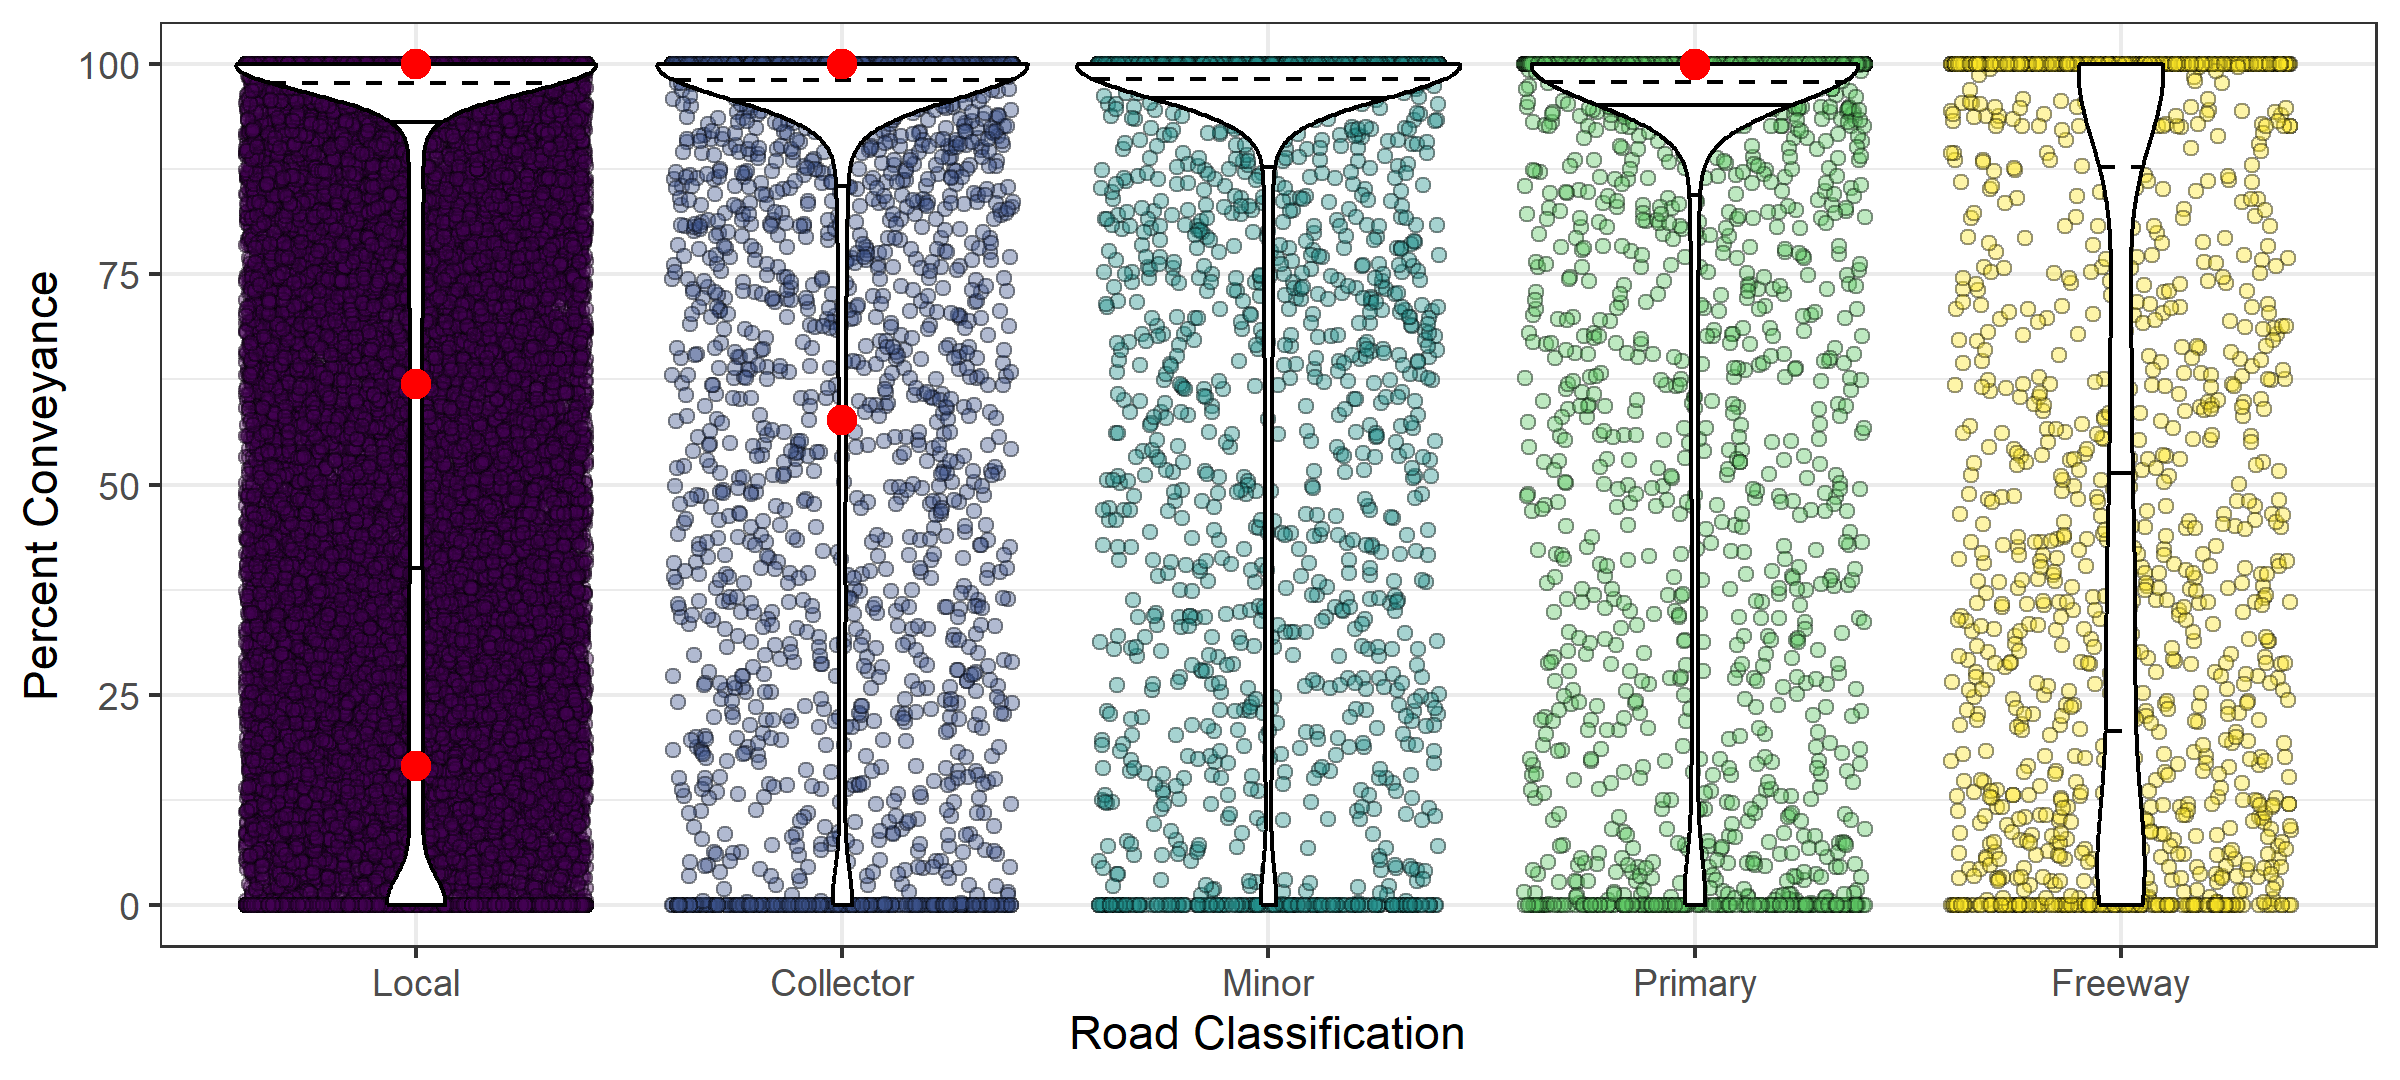 Percent Conveyance
100
75
50
25
0
Local Collector Minor Primary Freeway
Road Classification